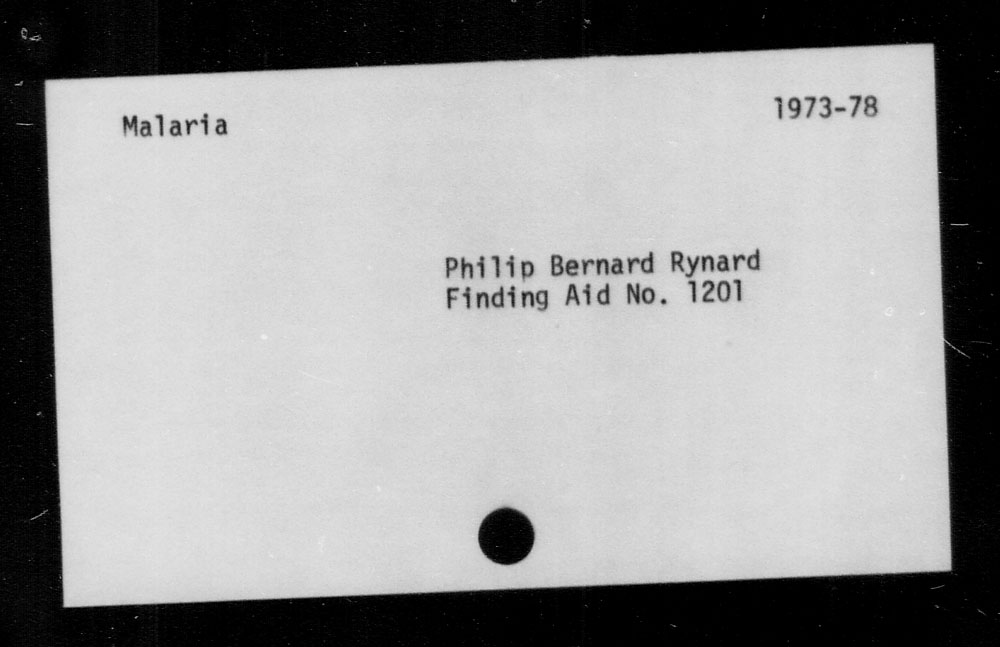 Malaria 1973-78
Philip Bernard Rynard
Finding Aid No. 1201